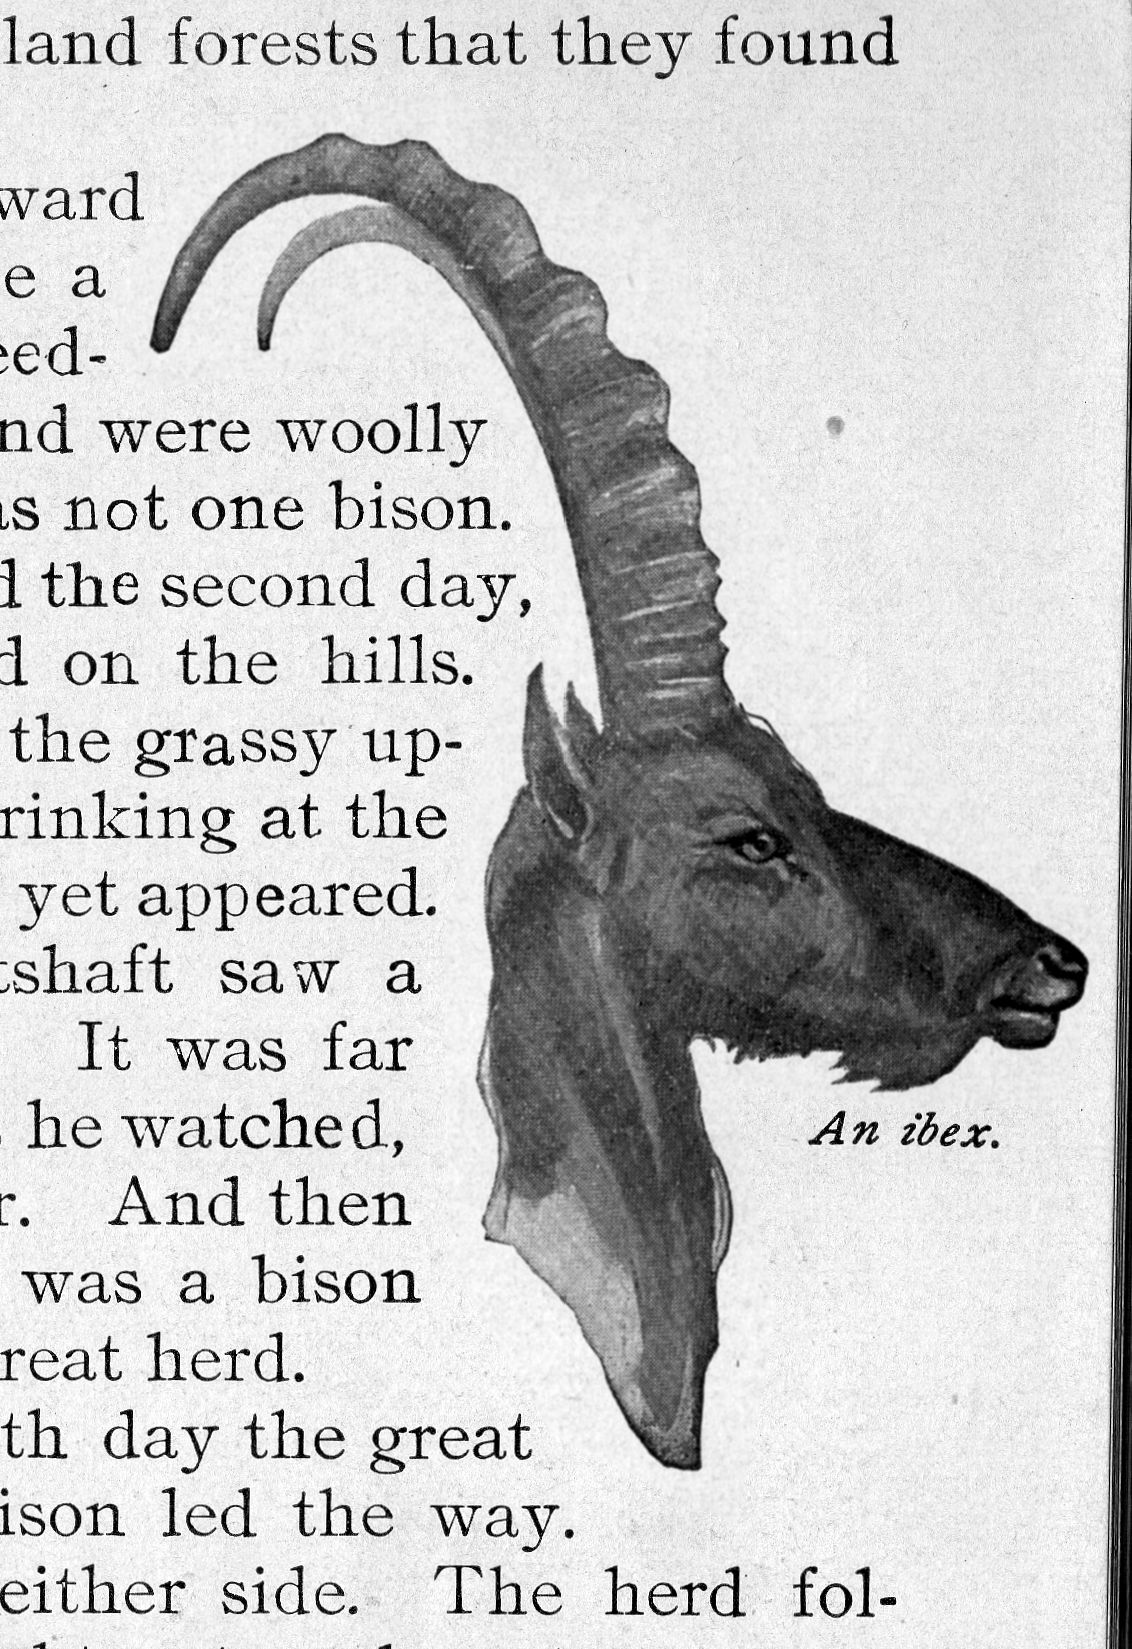 land forests that they found
ward
e a
eed-
nd were woolly
as not one bison.
d the second day,
d on the hills.
the grassy up-
rinking at the
yet appeared.
tshaft saw a
It was far
he watched,
An ibex.
r. And then
was a bison
reat herd.
th day the great
ison led the way.
either side. The herd fol-